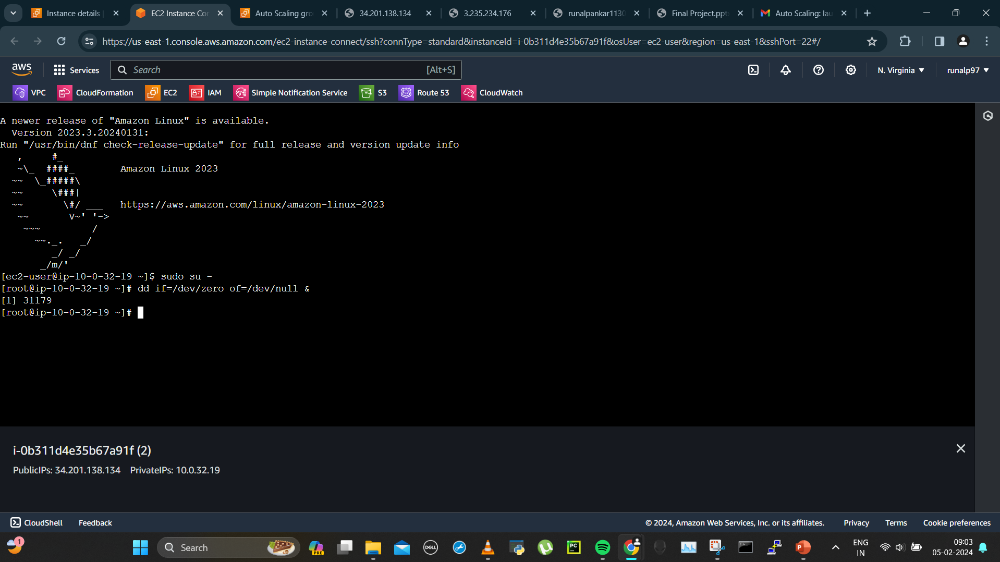 Instance details |
EC2 Instance Con
Auto Scaling gro
34.201.138.134
3.235.234.176
runalpankar1130
Final Project.ppt
Auto Scaling: lau
https://us-east-1.console.aws.amazon.com/ec2-instance-connect/ssh?connType=standard&instanceId=i-0b311d4e35b67a91f&osUser=ec2-user&region=us-east-1&sshPort=22#/
aws
Services
Search
[Alt+S]
N. Virginia
runalp97
VPC
CloudFormation
EC2
IAM
Simple Notification Service
S3
Route 53
CloudWatch
A newer release of "Amazon Linux" is available.
  Version 2023.3.20240131:
Run "/usr/bin/dnf check-release-update" for full release and version update info
   ,     #_
   ~\_  ####_        Amazon Linux 2023
  ~~  \_#####\
  ~~     \###|
  ~~       \#/ ___   https://aws.amazon.com/linux/amazon-linux-2023
   ~~       V~' '->
    ~~~         /
      ~~._.   _/
         _/ _/
       _/m/'
[ec2-user@ip-10-0-32-19 ~]$ sudo su -
[root@ip-10-0-32-19 ~]# dd if=/dev/zero of=/dev/null &
[1] 31179
[root@ip-10-0-32-19 ~]#
i-0b311d4e35b67a91f (2)
PublicIPs: 34.201.138.134    PrivateIPs: 10.0.32.19
CloudShell
Feedback
© 2024, Amazon Web Services, Inc. or its affiliates.
Privacy
Terms
Cookie preferences
1
Search
PRE
DELL
PC
P
ENG
IN
09:03
05-02-2024